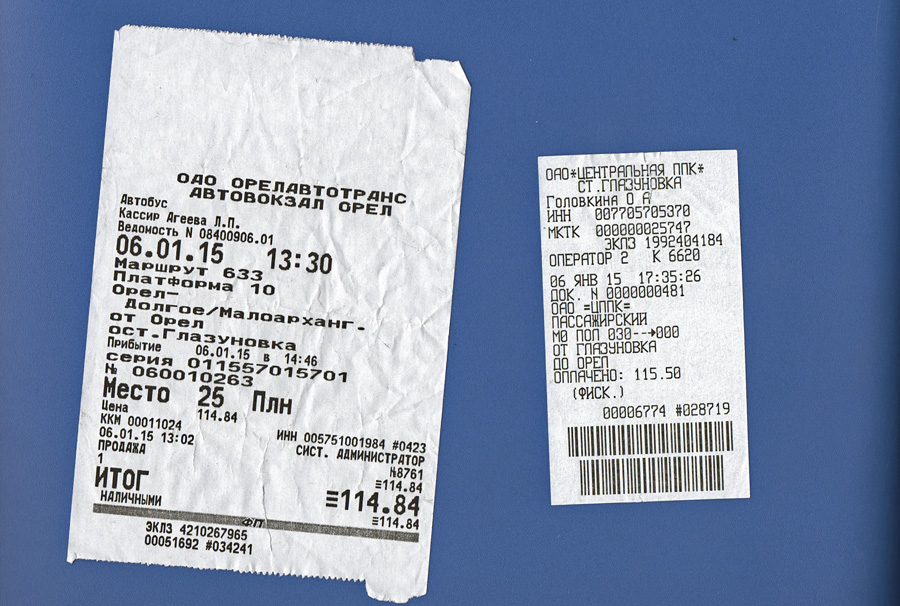 ОАО ОРЕЛАВТОТРАНС
АВТОВОКЗАЛ ОРЕЛ
Автобус
Кассир Агеева Л.П.
Ведомость N 08400906.01
06.01.15 13:30
Маршрут 633
Платформа 10
Орел-
Долгое/Малоарханг.
от Орел
ост.Глазуновка
Прибытие 06.01.15 в 14:46
серия 011557015701
№ 060010263
Место 25 Плн
Цена 114.84
ККМ 00011024 ИНН 005751001984 #0423
06.01.15 13:02 СИСТ. АДМИНИСТРАТОР
ПРОДАЖА №8761
1 ≡114.84
ИТОГ ≡114.84
НАЛИЧНЫМИ ≡114.84
ФП
ЭКЛЗ 4210267965
00051692 #034241
ОАО*ЦЕНТРАЛЬНАЯ ППК*
СТ.ГЛАЗУНОВКА
Головкина О А
ИНН 007705705370
МКТК 000000025747
ЭКЛЗ 1992404184
ОПЕРАТОР 2 К 6620
06 ЯНВ 15 17:35:26
ДОК. N 0000000481
ОАО =ЦППК=
ПАССАЖИРСКИЙ
М0 ПОЛ 030--→000
ОТ ГЛАЗУНОВКА
ДО ОРЕЛ
ОПЛАЧЕНО: 115.50
(ФИСК.)
00006774 #028719